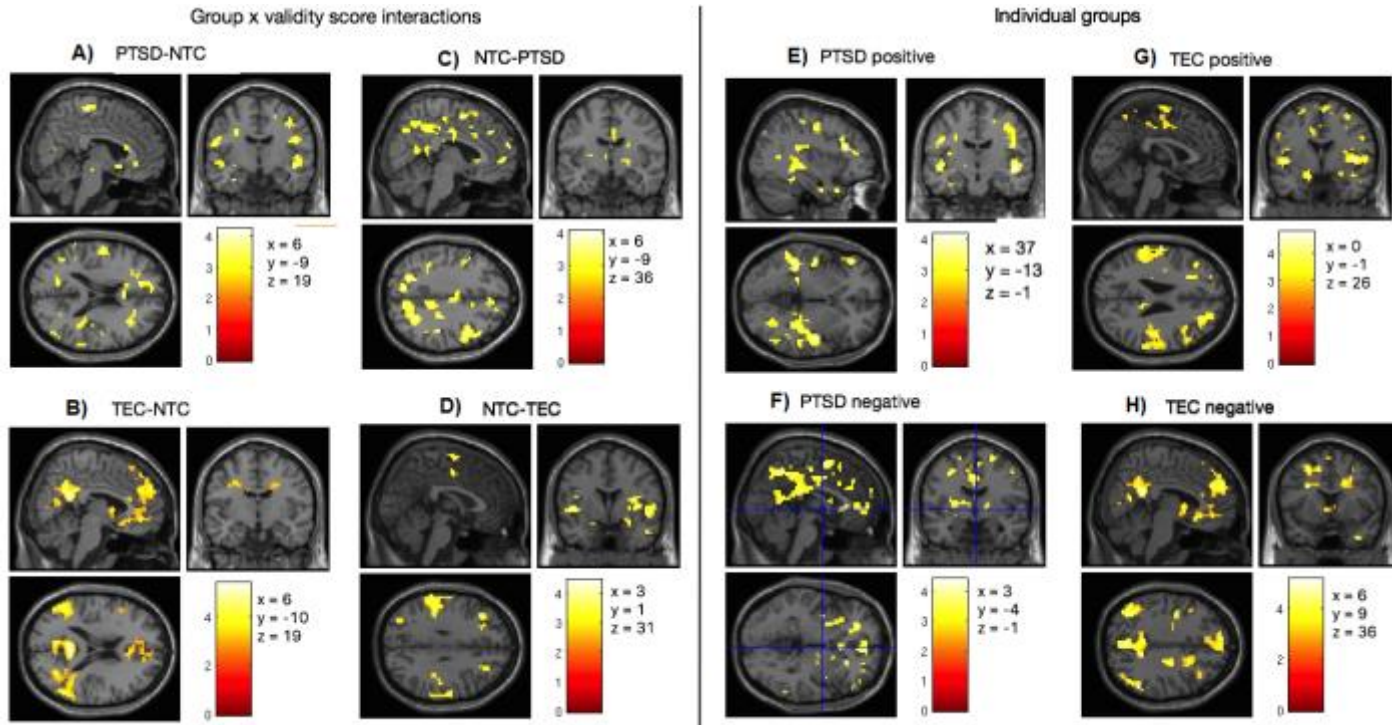 Group x validity score interactions
Individual groups
A) PTSD-NTC
4
3
2
1
0
x = 6
y = -9
z = 19
C) NTC-PTSD
4
3
2
1
0
x = 6
y = -9
z = 36
E) PTSD positive
4
3
2
1
0
x = 37
y = -13
z = -1
G) TEC positive
4
3
2
1
0
x = 0
y = -1
z = 26
B) TEC-NTC
4
2
0
x = 6
y = -10
z = 19
D) NTC-TEC
4
3
2
1
0
x = 3
y = 1
z = 31
F) PTSD negative
4
3
2
1
0
x = 3
y = -4
z = -1
H) TEC negative
4
2
0
x = 6
y = 9
z = 36